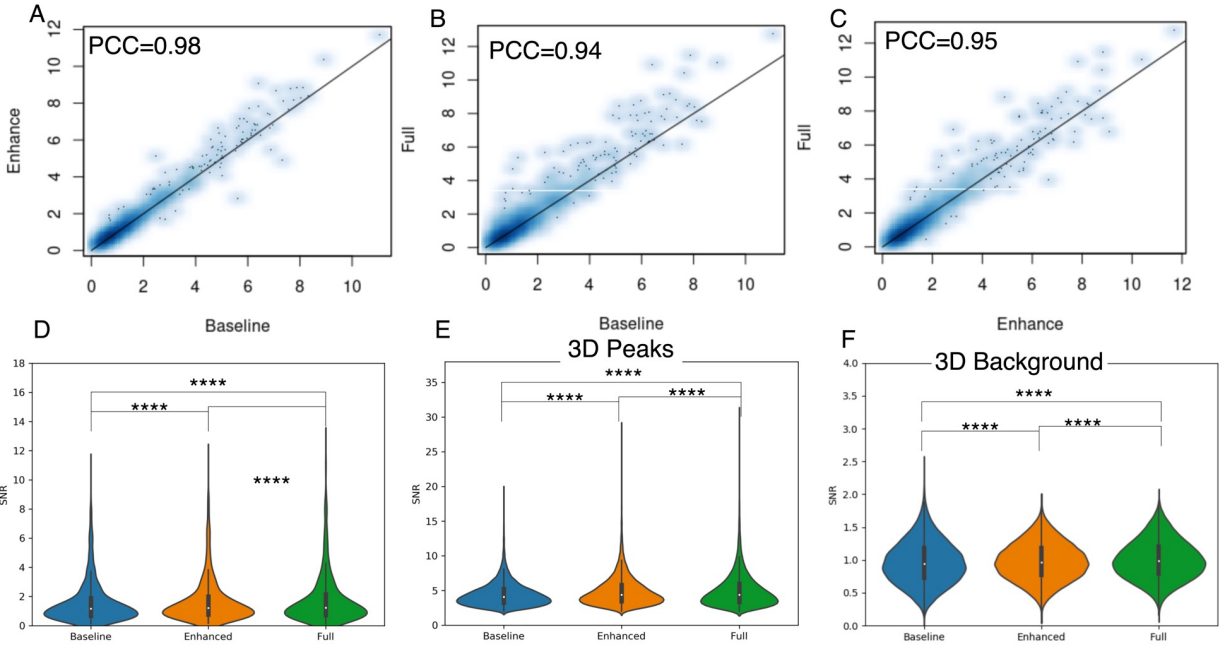 A
PCC=0.98
Enhance
0 2 4 6 8 10 12
0 2 4 6 8 10
Baseline
B
PCC=0.94
Full
0 2 4 6 8 10 12
0 2 4 6 8 10
Baseline
C
PCC=0.95
Full
0 2 4 6 8 10 12
0 2 4 6 8 10 12
Enhance
D
SNR
18
16
14
12
10
8
6
4
2
0
****
****
****
Baseline Enhanced Full
E
3D Peaks
SNR
35
30
25
20
15
10
5
0
****
****
****
Baseline Enhanced Full
F
3D Background
SNR
4.0
3.5
3.0
2.5
2.0
1.5
1.0
0.5
0.0
****
****
****
Baseline Enhanced Full